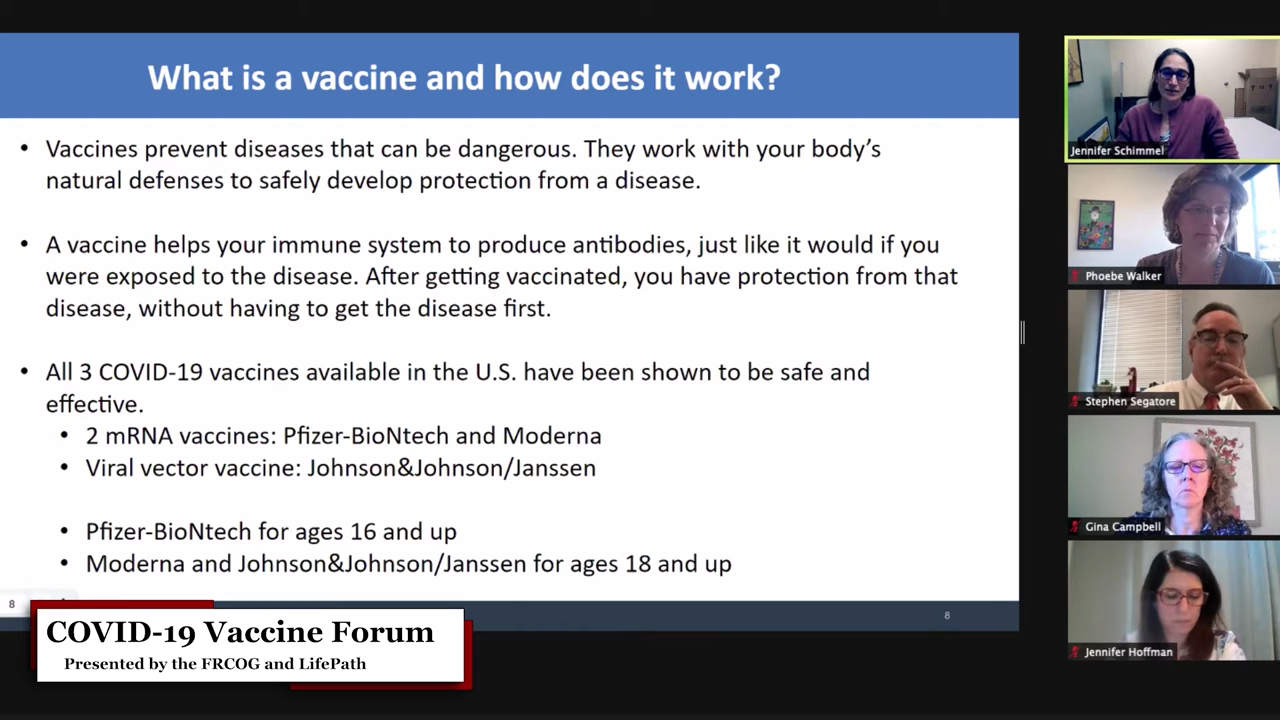 What is a vaccine and how does it work?
• Vaccines prevent diseases that can be dangerous. They work with your body’s
natural defenses to safely develop protection from a disease.
• A vaccine helps your immune system to produce antibodies, just like it would if you
were exposed to the disease. After getting vaccinated, you have protection from that
disease, without having to get the disease first.
• All 3 COVID-19 vaccines available in the U.S. have been shown to be safe and
effective.
• 2 mRNA vaccines: Pfizer-BioNtech and Moderna
• Viral vector vaccine: Johnson&Johnson/Janssen
• Pfizer-BioNtech for ages 16 and up
• Moderna and Johnson&Johnson/Janssen for ages 18 and up
8
8
COVID-19 Vaccine Forum
Presented by the FRCOG and LifePath
Jennifer Schimmel
Phoebe Walker
Stephen Segatore
Gina Campbell
Jennifer Hoffman